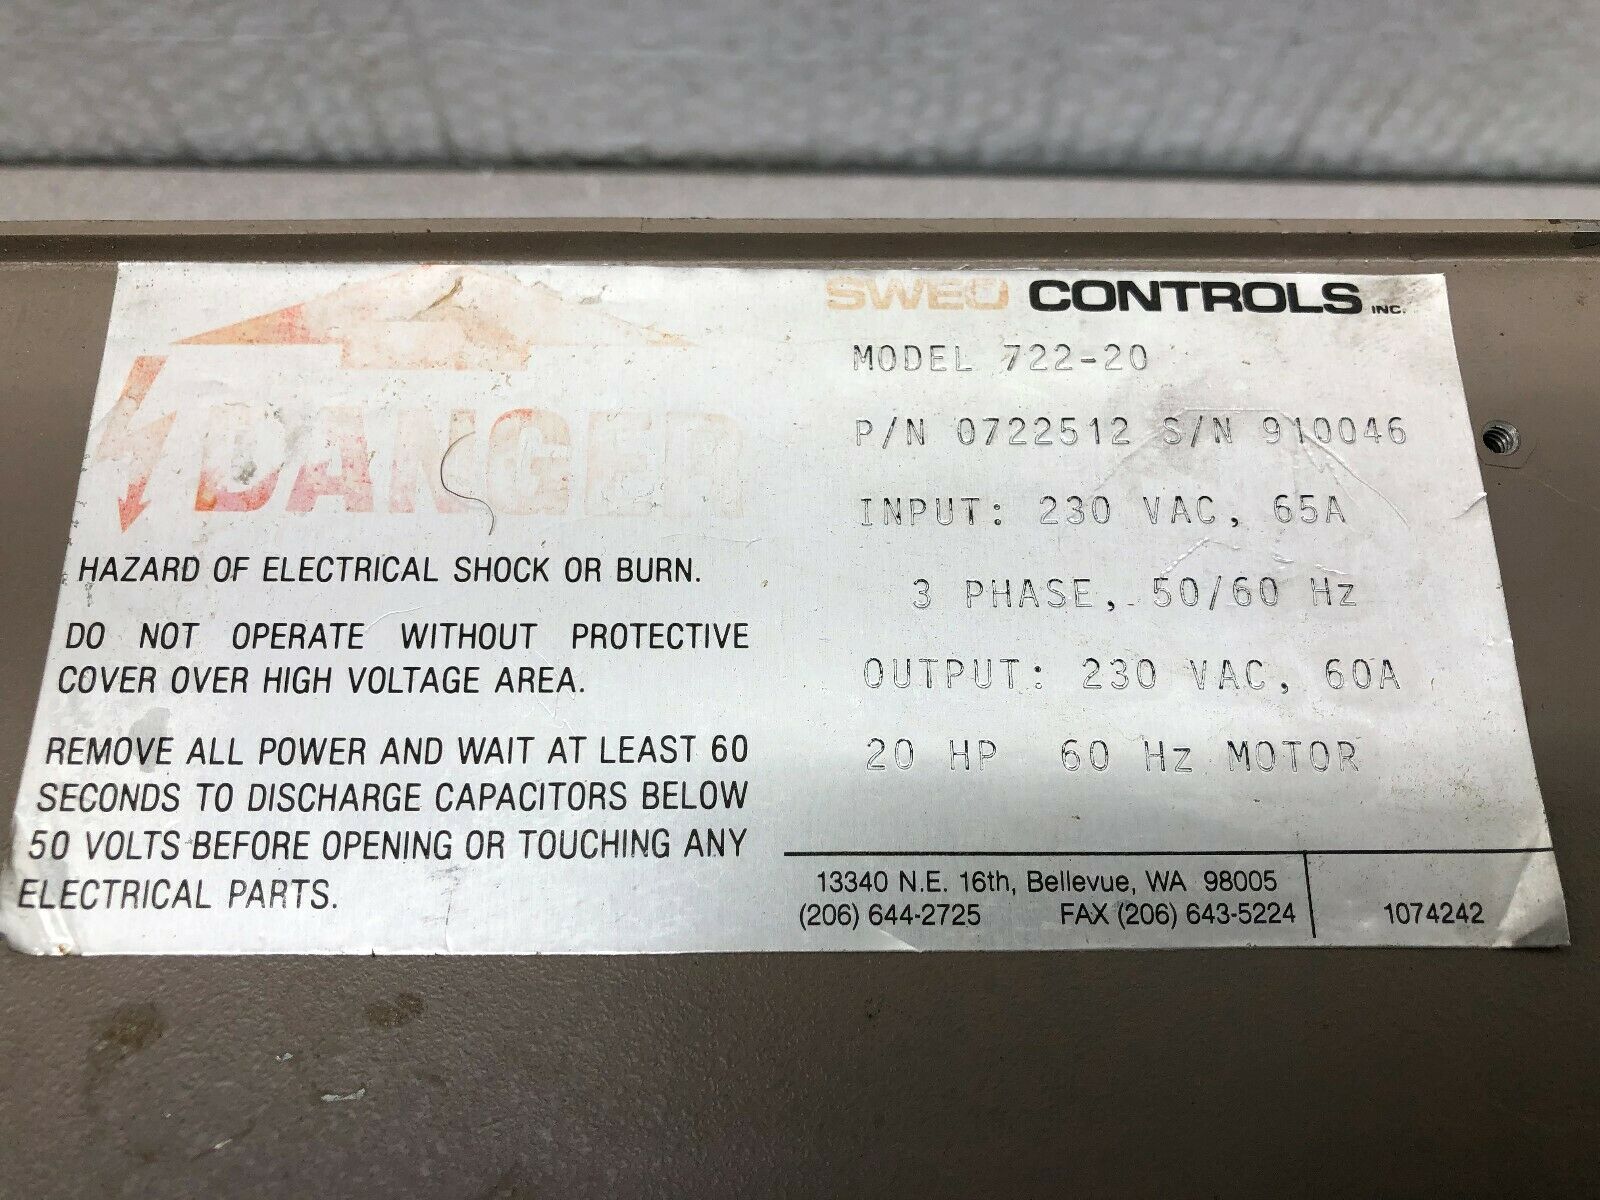 DANGER
HAZARD OF ELECTRICAL SHOCK OR BURN.
DO NOT OPERATE WITHOUT PROTECTIVE
COVER OVER HIGH VOLTAGE AREA.
REMOVE ALL POWER AND WAIT AT LEAST 60
SECONDS TO DISCHARGE CAPACITORS BELOW
50 VOLTS BEFORE OPENING OR TOUCHING ANY
ELECTRICAL PARTS.
SWEO CONTROLS INC.
MODEL 722-20
P/N 0722512 S/N 910046
INPUT: 230 VAC, 65A
3 PHASE, 50/60 Hz
OUTPUT: 230 VAC, 60A
20 HP 60 Hz MOTOR
13340 N.E. 16th, Bellevue, WA 98005
(206) 644-2725 FAX (206) 643-5224
1074242